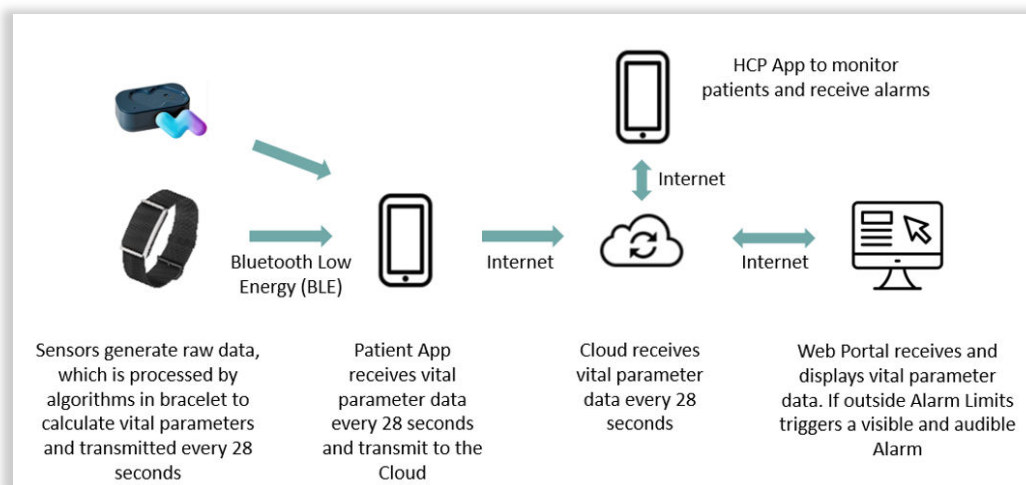 HCP App to monitor
patients and receive alarms
Internet
Bluetooth Low
Energy (BLE)
Internet
Internet
Sensors generate raw data,
which is processed by
algorithms in bracelet to
calculate vital parameters
and transmitted every 28
seconds
Patient App
receives vital
parameter data
every 28 seconds
and transmit to the
Cloud
Cloud receives
vital parameter
data every 28
seconds
Web Portal receives and
displays vital parameter
data. If outside Alarm Limits
triggers a visible and audible
Alarm